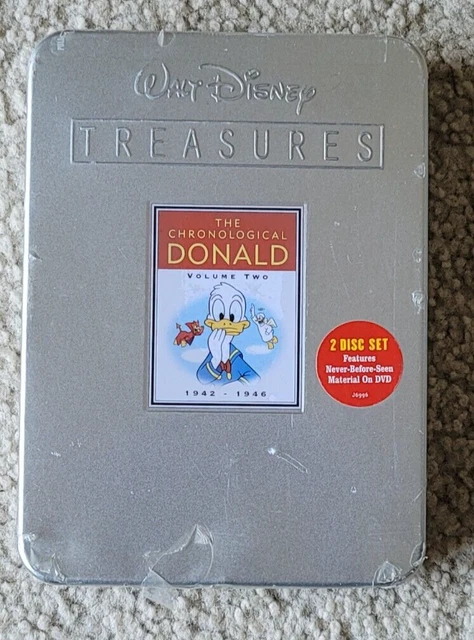 Walt Disney
TREASURES
THE
CHRONOLOGICAL
DONALD
VOLUME TWO
1942 - 1946
2 DISC SET
Features
Never-Before-Seen
Material On DVD
J6996